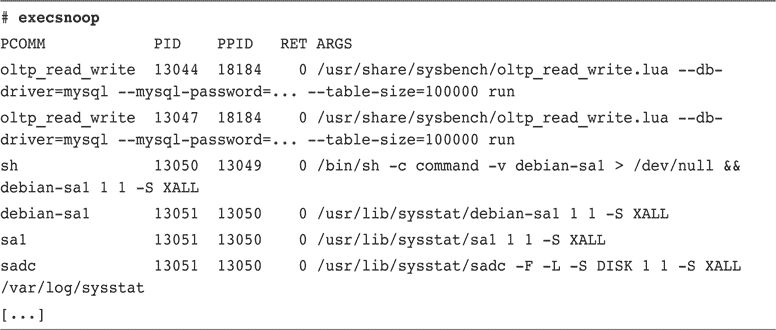 # execsnoop
PCOMM            PID    PPID   RET ARGS
oltp_read_write  13044  18184    0 /usr/share/sysbench/oltp_read_write.lua --db-
driver=mysql --mysql-password=... --table-size=100000 run
oltp_read_write  13047  18184    0 /usr/share/sysbench/oltp_read_write.lua --db-
driver=mysql --mysql-password=... --table-size=100000 run
sh               13050  13049    0 /bin/sh -c command -v debian-sa1 > /dev/null &&
debian-sa1 1 1 -S XALL
debian-sa1       13051  13050    0 /usr/lib/sysstat/debian-sa1 1 1 -S XALL
sa1              13051  13050    0 /usr/lib/sysstat/sa1 1 1 -S XALL
sadc             13051  13050    0 /usr/lib/sysstat/sadc -F -L -S DISK 1 1 -S XALL
/var/log/sysstat
[...]